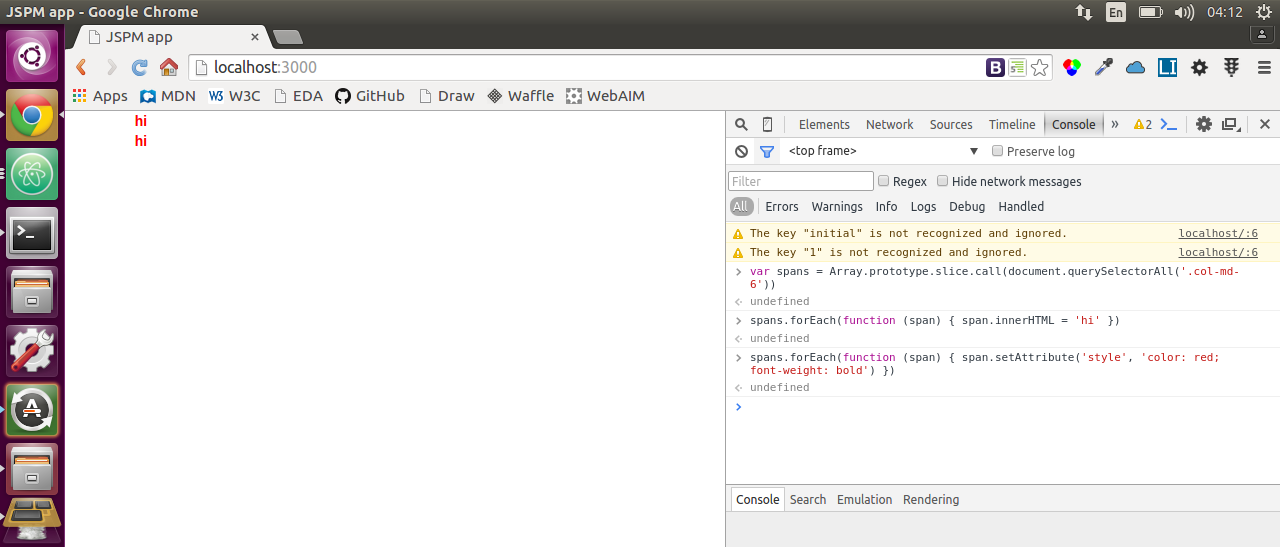 JSPM app - Google Chrome
En
04:12
JSPM app
localhost:3000
B
LI
Apps
MDN
W3C
EDA
GitHub
Draw
Waffle
WebAIM
hi
hi
Elements Network Sources Timeline Console » 2
<top frame> Preserve log
Filter Regex Hide network messages
All Errors Warnings Info Logs Debug Handled
The key "initial" is not recognized and ignored. localhost/:6
The key "1" is not recognized and ignored. localhost/:6
var spans = Array.prototype.slice.call(document.querySelectorAll('.col-md-
6'))
undefined
spans.forEach(function (span) { span.innerHTML = 'hi' })
undefined
spans.forEach(function (span) { span.setAttribute('style', 'color: red;
font-weight: bold') })
undefined
Console Search Emulation Rendering